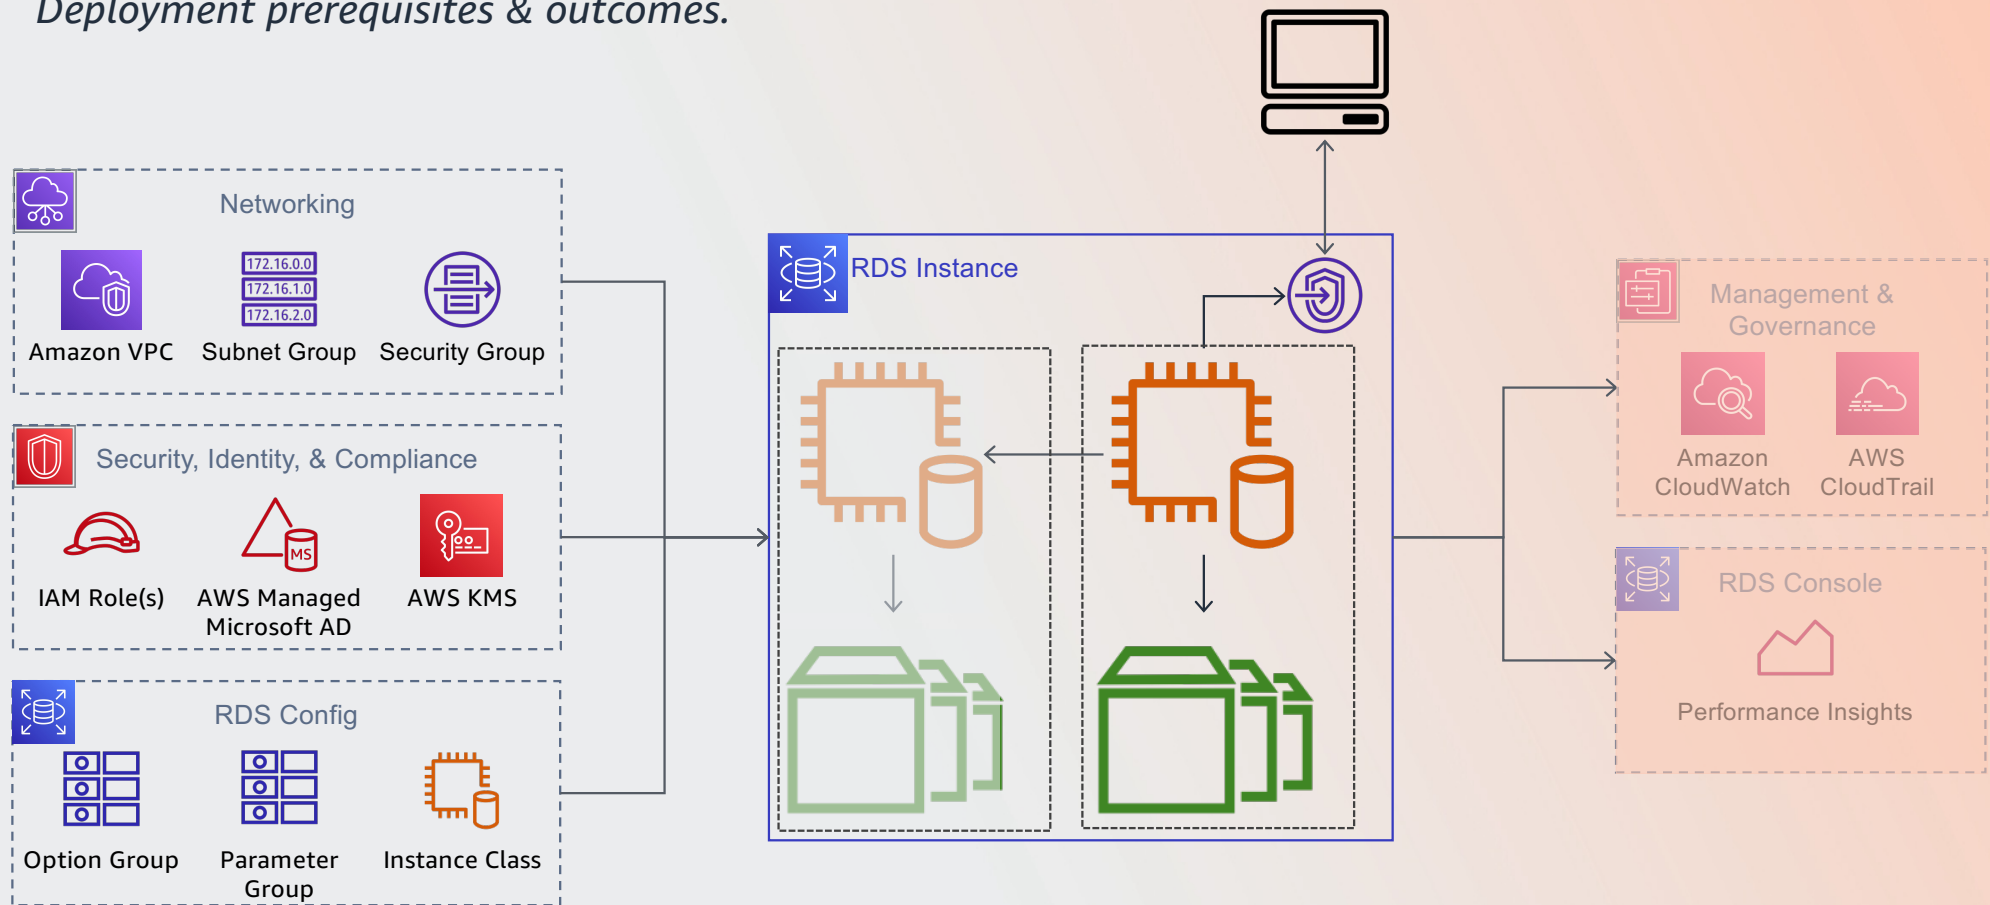 Deployment prerequisites & outcomes.
Networking
172.16.0.0
172.16.1.0
172.16.2.0
Amazon VPC
Subnet Group
Security Group
Security, Identity, & Compliance
MS
IAM Role(s)
AWS Managed
Microsoft AD
AWS KMS
RDS Config
Option Group
Parameter
Group
Instance Class
RDS Instance
Management &
Governance
Amazon
CloudWatch
AWS
CloudTrail
RDS Console
Performance Insights